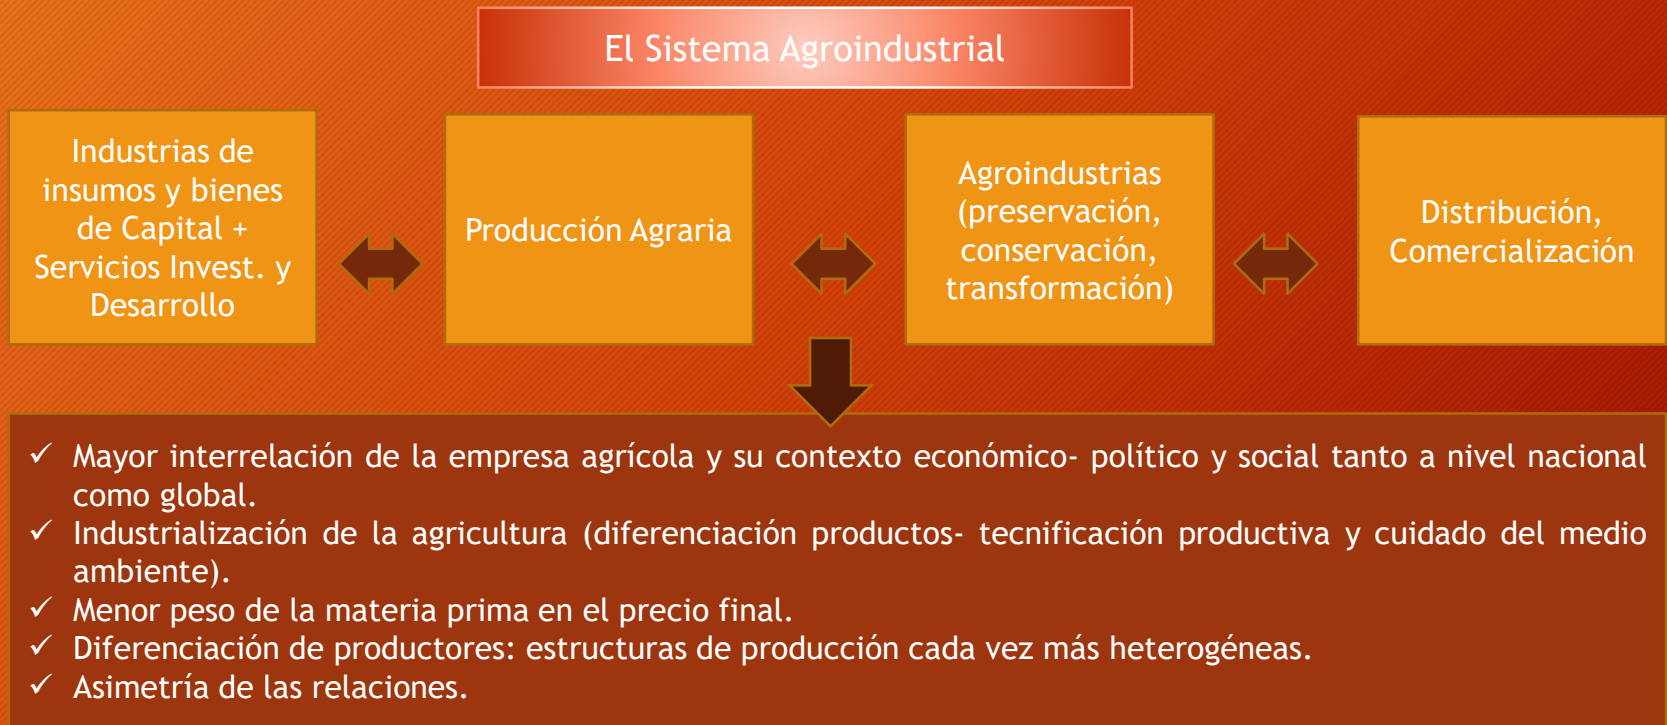 El Sistema Agroindustrial
Industrias de
insumos y bienes
de Capital +
Servicios Invest. y
Desarrollo
Producción Agraria
Agroindustrias
(preservación,
conservación,
transformación)
Distribución,
Comercialización
✓ Mayor interrelación de la empresa agrícola y su contexto económico- político y social tanto a nivel nacional
como global.
✓ Industrialización de la agricultura (diferenciación productos- tecnificación productiva y cuidado del medio
ambiente).
✓ Menor peso de la materia prima en el precio final.
✓ Diferenciación de productores: estructuras de producción cada vez más heterogéneas.
✓ Asimetría de las relaciones.